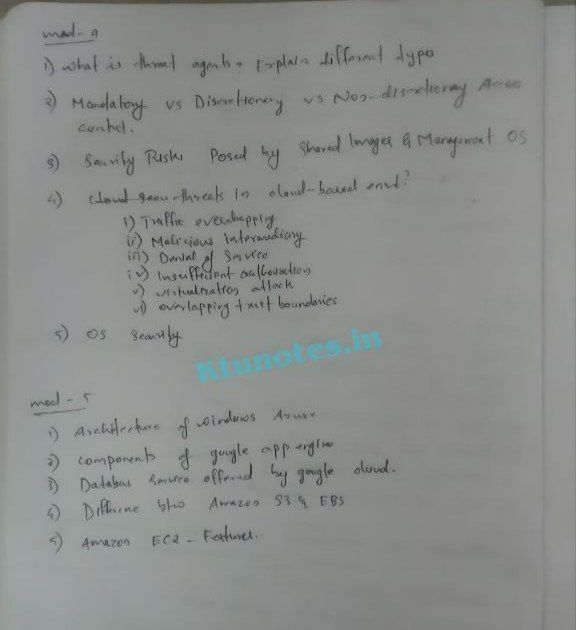 mod - 4
1) What is threat agents? Explain different type
2) Mandatory vs Discretionary vs Non-discretionary Access
control.
3) Security Risks Posed by Shared Images & Management OS
4) Cloud threats in cloud-based envt?
i) Traffic eavesdropping
ii) Malicious intermediary
iii) Denial of Service
iv) Insufficient authorization
v) virtualization attack
vi) overlapping trust boundaries
5) OS Security
Ktunotes.in
mod - 5
1) Architecture of windows Azure
2) components of google app engine
3) Database service offered by google cloud.
4) Difference btw Amazon S3 & EBS
5) Amazon EC2 - Features.